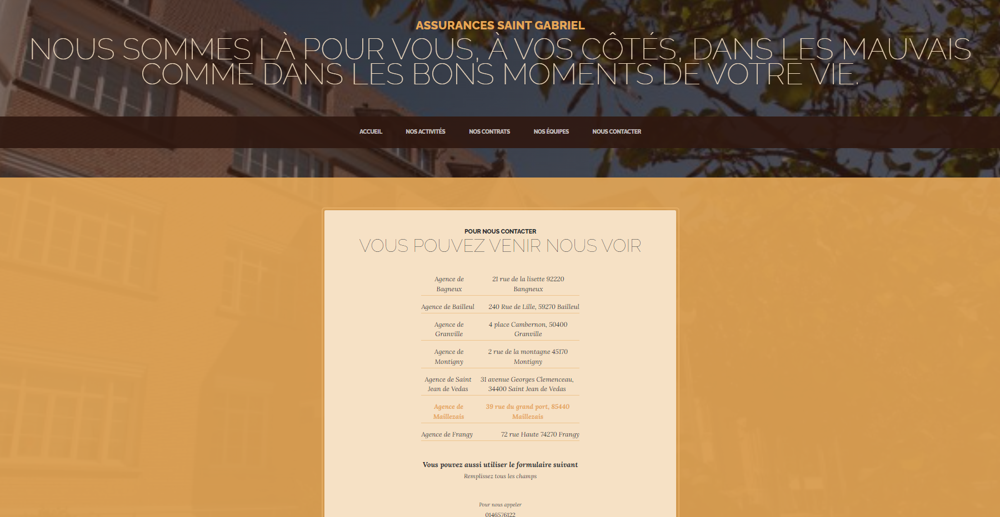 ASSURANCES SAINT GABRIEL
NOUS SOMMES LÀ POUR VOUS, À VOS CÔTÉS, DANS LES MAUVAIS
COMME DANS LES BONS MOMENTS DE VOTRE VIE.
ACCUEIL NOS ACTIVITÉS NOS CONTRATS NOS ÉQUIPES NOUS CONTACTER
POUR NOUS CONTACTER
VOUS POUVEZ VENIR NOUS VOIR
Agence de
Bagneux
21 rue de la lisette 92220
Bangneux
Agence de Bailleul
240 Rue de Lille, 59270 Bailleul
Agence de
Granville
4 place Cambernon, 50400
Granville
Agence de
Montigny
2 rue de la montagne 45170
Montigny
Agence de Saint
Jean de Vedas
31 avenue Georges Clemenceau,
34400 Saint Jean de Vedas
Agence de
Maillezais
39 rue du grand port, 85440
Maillezais
Agence de Frangy
72 rue Haute 74270 Frangy
Vous pouvez aussi utiliser le formulaire suivant
Remplissez tous les champs
Pour nous appeler
0146576122